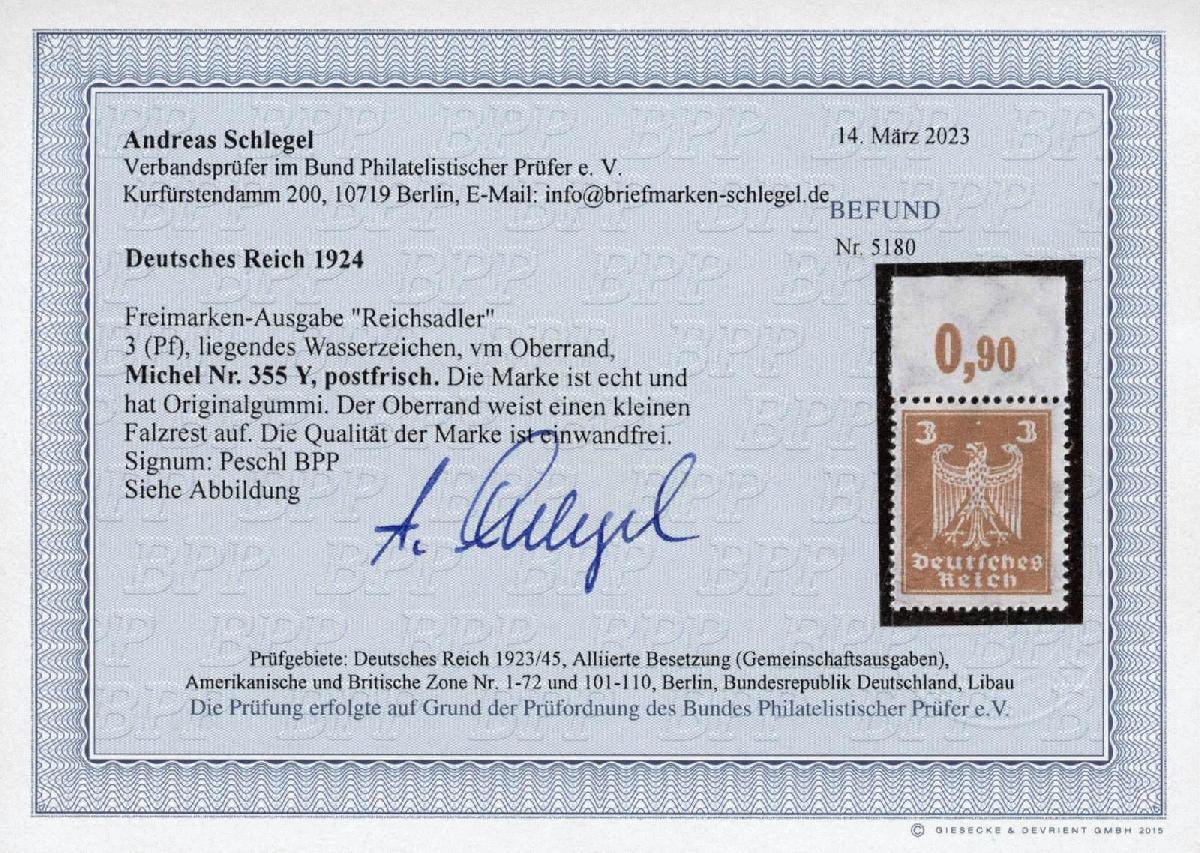 Andreas Schlegel
Verbandsprüfer im Bund Philatelistischer Prüfer e. V.
Kurfürstendamm 200, 10719 Berlin, E-Mail: info@briefmarken-schlegel.de
14. März 2023
BEFUND
Nr. 5180
Deutsches Reich 1924
Freimarken-Ausgabe "Reichsadler"
3 (Pf), liegendes Wasserzeichen, vm Oberrand,
Michel Nr. 355 Y, postfrisch. Die Marke ist echt und
hat Originalgummi. Der Oberrand weist einen kleinen
Falzrest auf. Die Qualität der Marke ist einwandfrei.
Signum: Peschl BPP
Siehe Abbildung
A. Schlegel
0,90
3 3
Deutsches
Reich
Prüfgebiete: Deutsches Reich 1923/45, Alliierte Besetzung (Gemeinschaftsausgaben),
Amerikanische und Britische Zone Nr. 1-72 und 101-110, Berlin, Bundesrepublik Deutschland, Libau
Die Prüfung erfolgte auf Grund der Prüfordnung des Bundes Philatelistischer Prüfer e.V.
BPP
© GIESECKE & DEVRIENT GMBH 2015